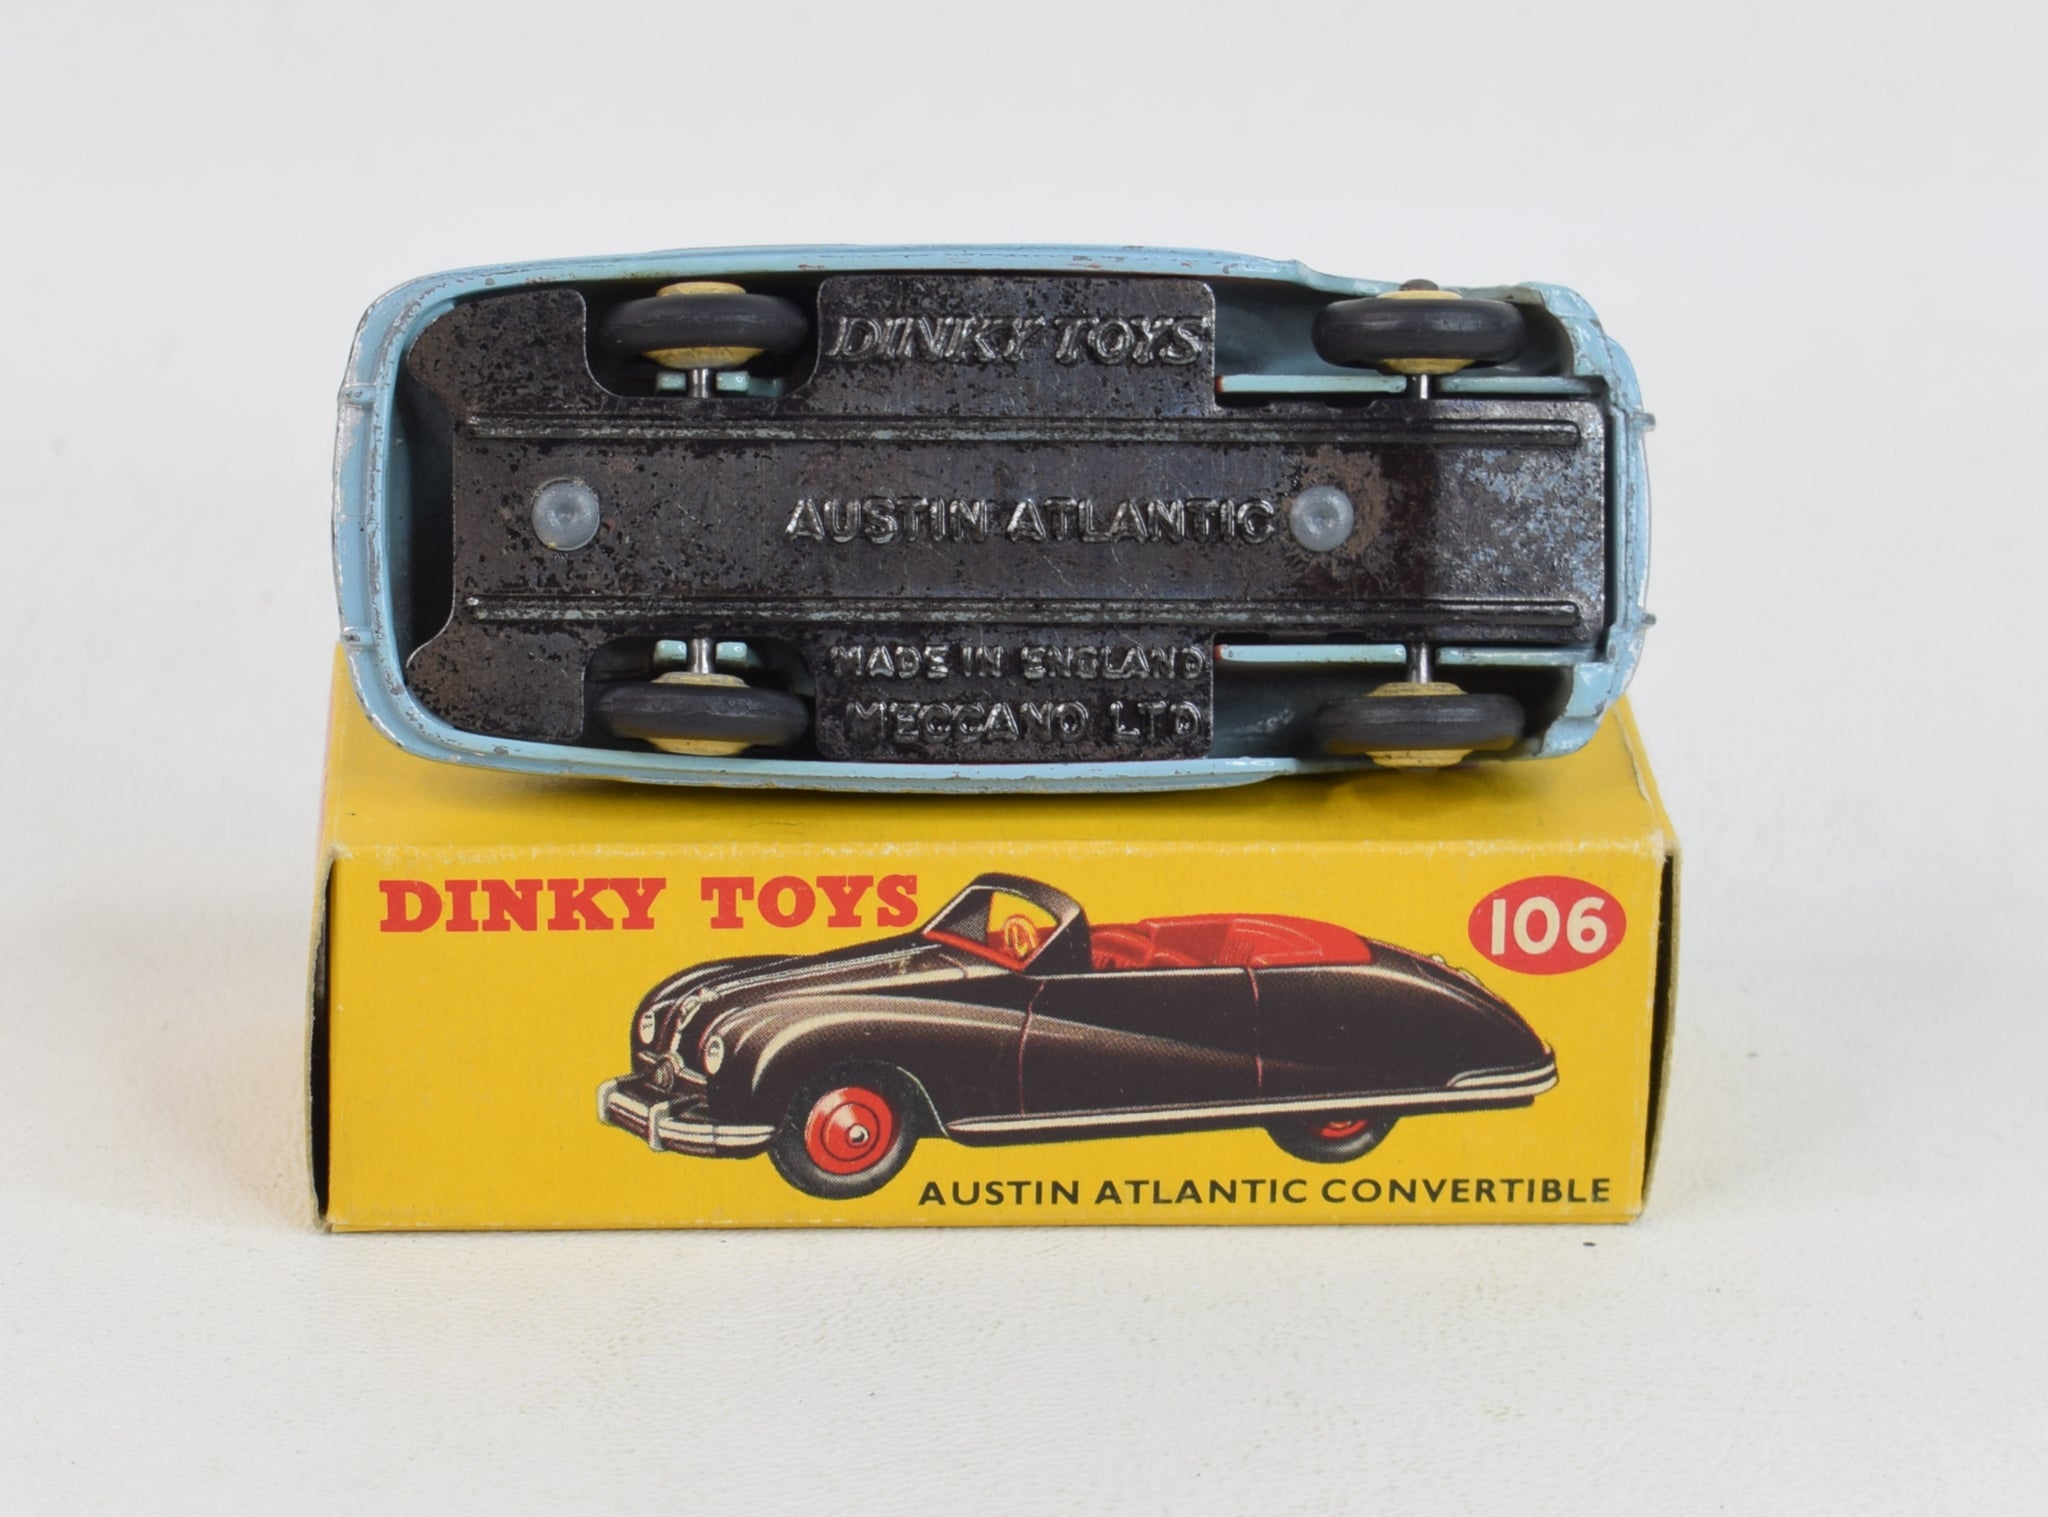 DINKY TOYS
AUSTIN ATLANTIC
MADE IN ENGLAND
MECCANO LTD
DINKY TOYS
106
AUSTIN ATLANTIC CONVERTIBLE